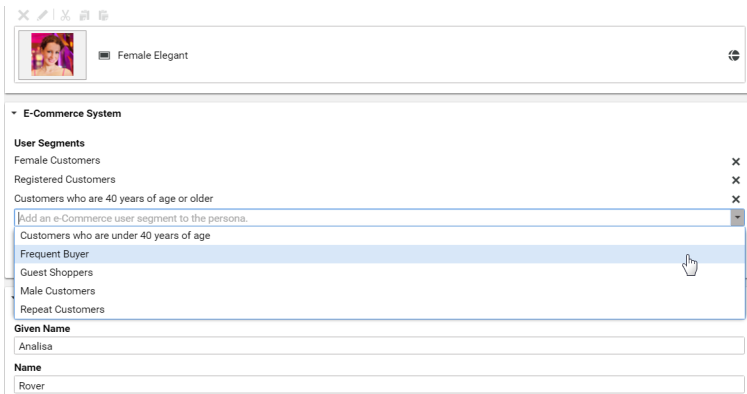 Female Elegant
E-Commerce System
User Segments
Female Customers
Registered Customers
Customers who are 40 years of age or older
Add an e-Commerce user segment to the persona.
Customers who are under 40 years of age
Frequent Buyer
Guest Shoppers
Male Customers
Repeat Customers
Given Name
Analisa
Name
Rover